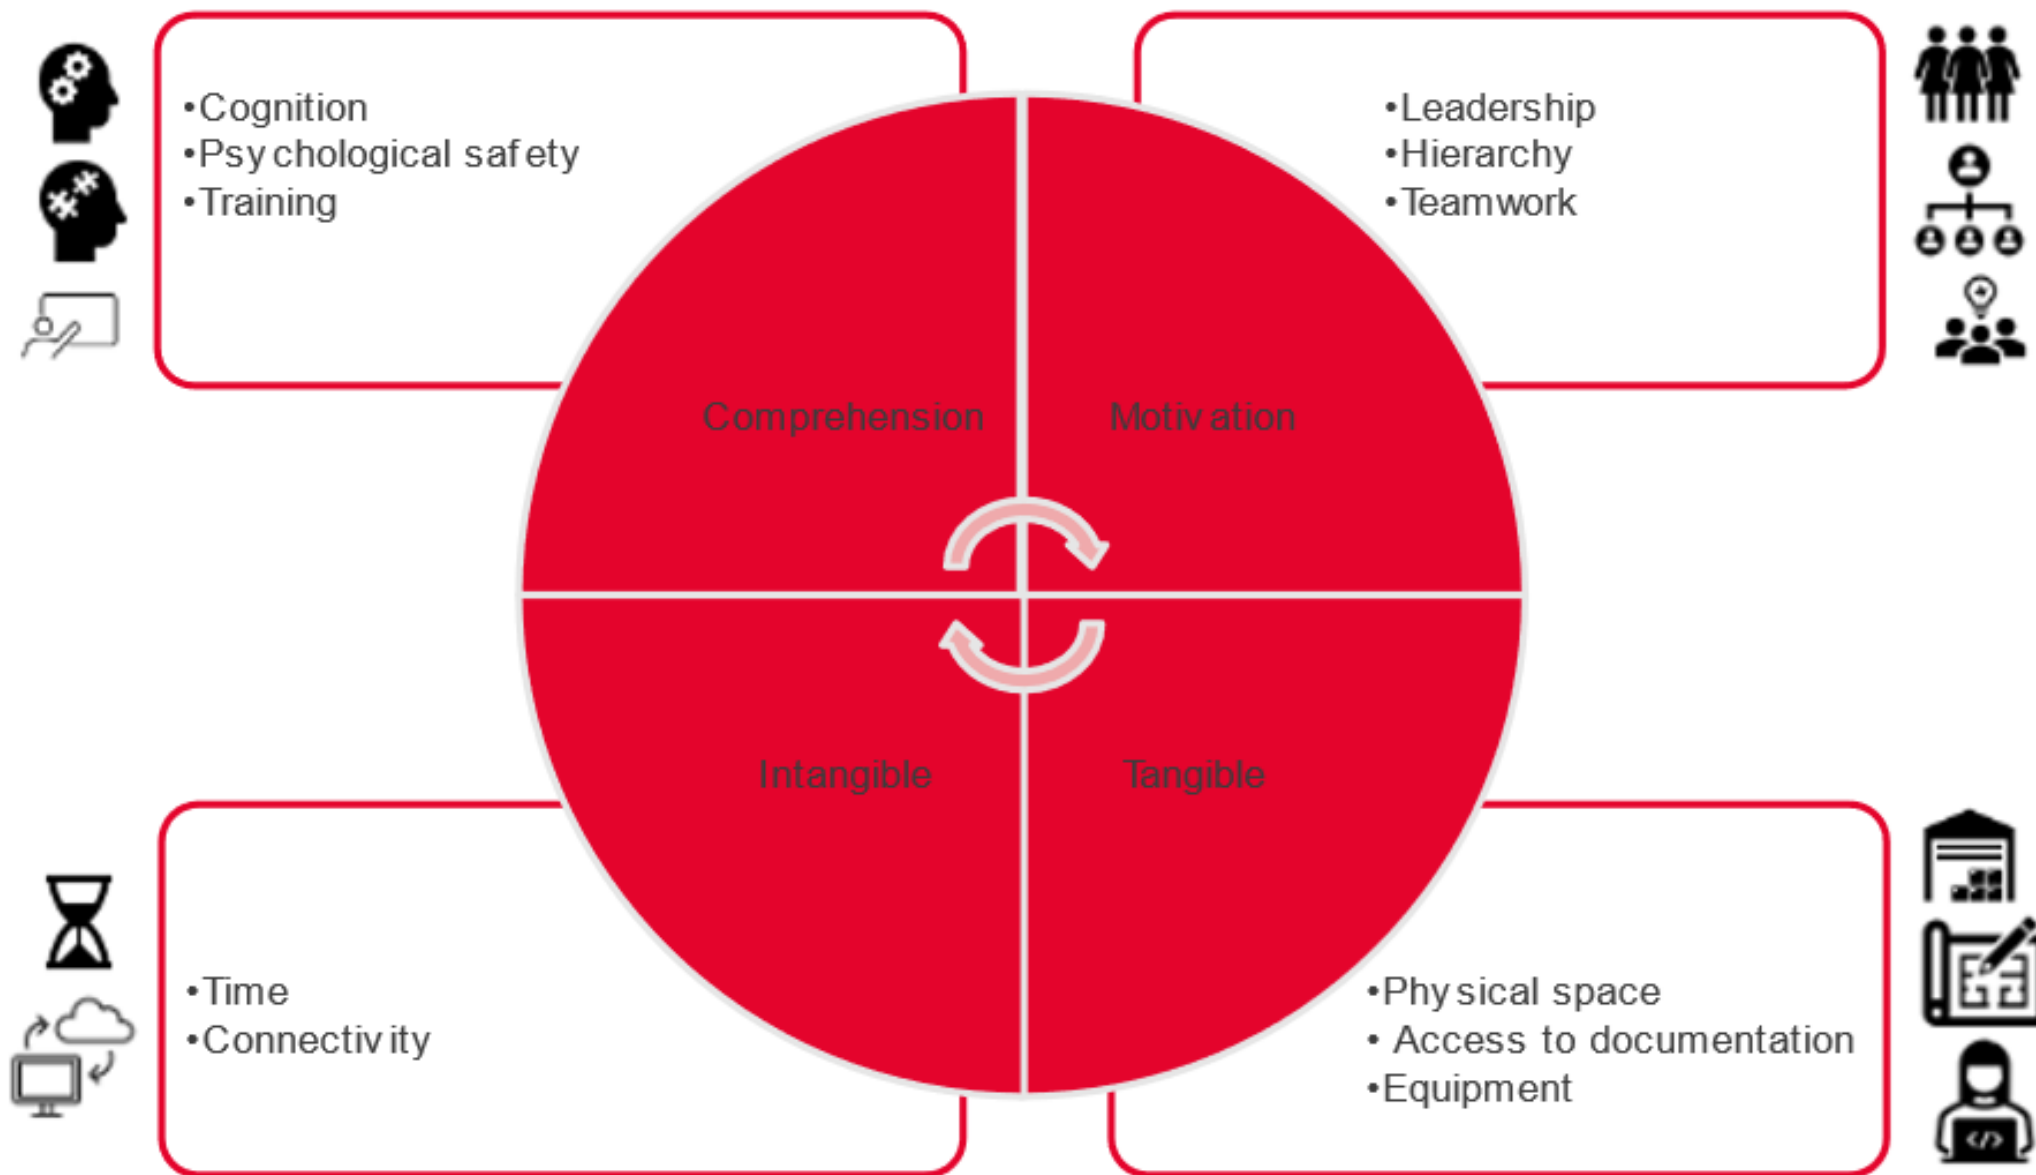 •Cognition
•Psychological safety
•Training
•Leadership
•Hierarchy
•Teamwork
Comprehension
Motivation
Intangible
Tangible
•Time
•Connectivity
•Physical space
• Access to documentation
•Equipment